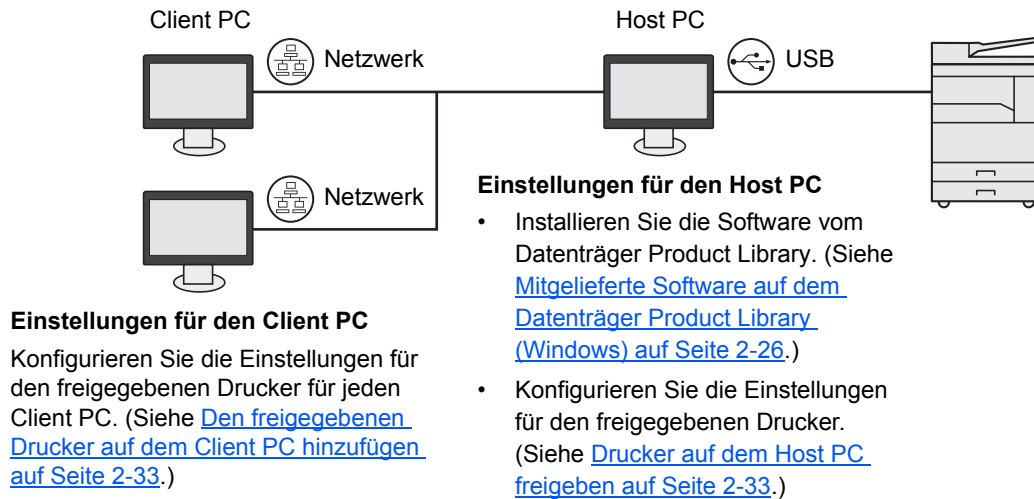 Client PC
Host PC
Netzwerk
USB
Netzwerk
Einstellungen für den Client PC
Konfigurieren Sie die Einstellungen für
den freigegebenen Drucker für jeden
Client PC. (Siehe Den freigegebenen
Drucker auf dem Client PC hinzufügen
auf Seite 2-33.)
Einstellungen für den Host PC
• Installieren Sie die Software vom
Datenträger Product Library. (Siehe
Mitgelieferte Software auf dem
Datenträger Product Library
(Windows) auf Seite 2-26.)
• Konfigurieren Sie die Einstellungen
für den freigegebenen Drucker.
(Siehe Drucker auf dem Host PC
freigeben auf Seite 2-33.)